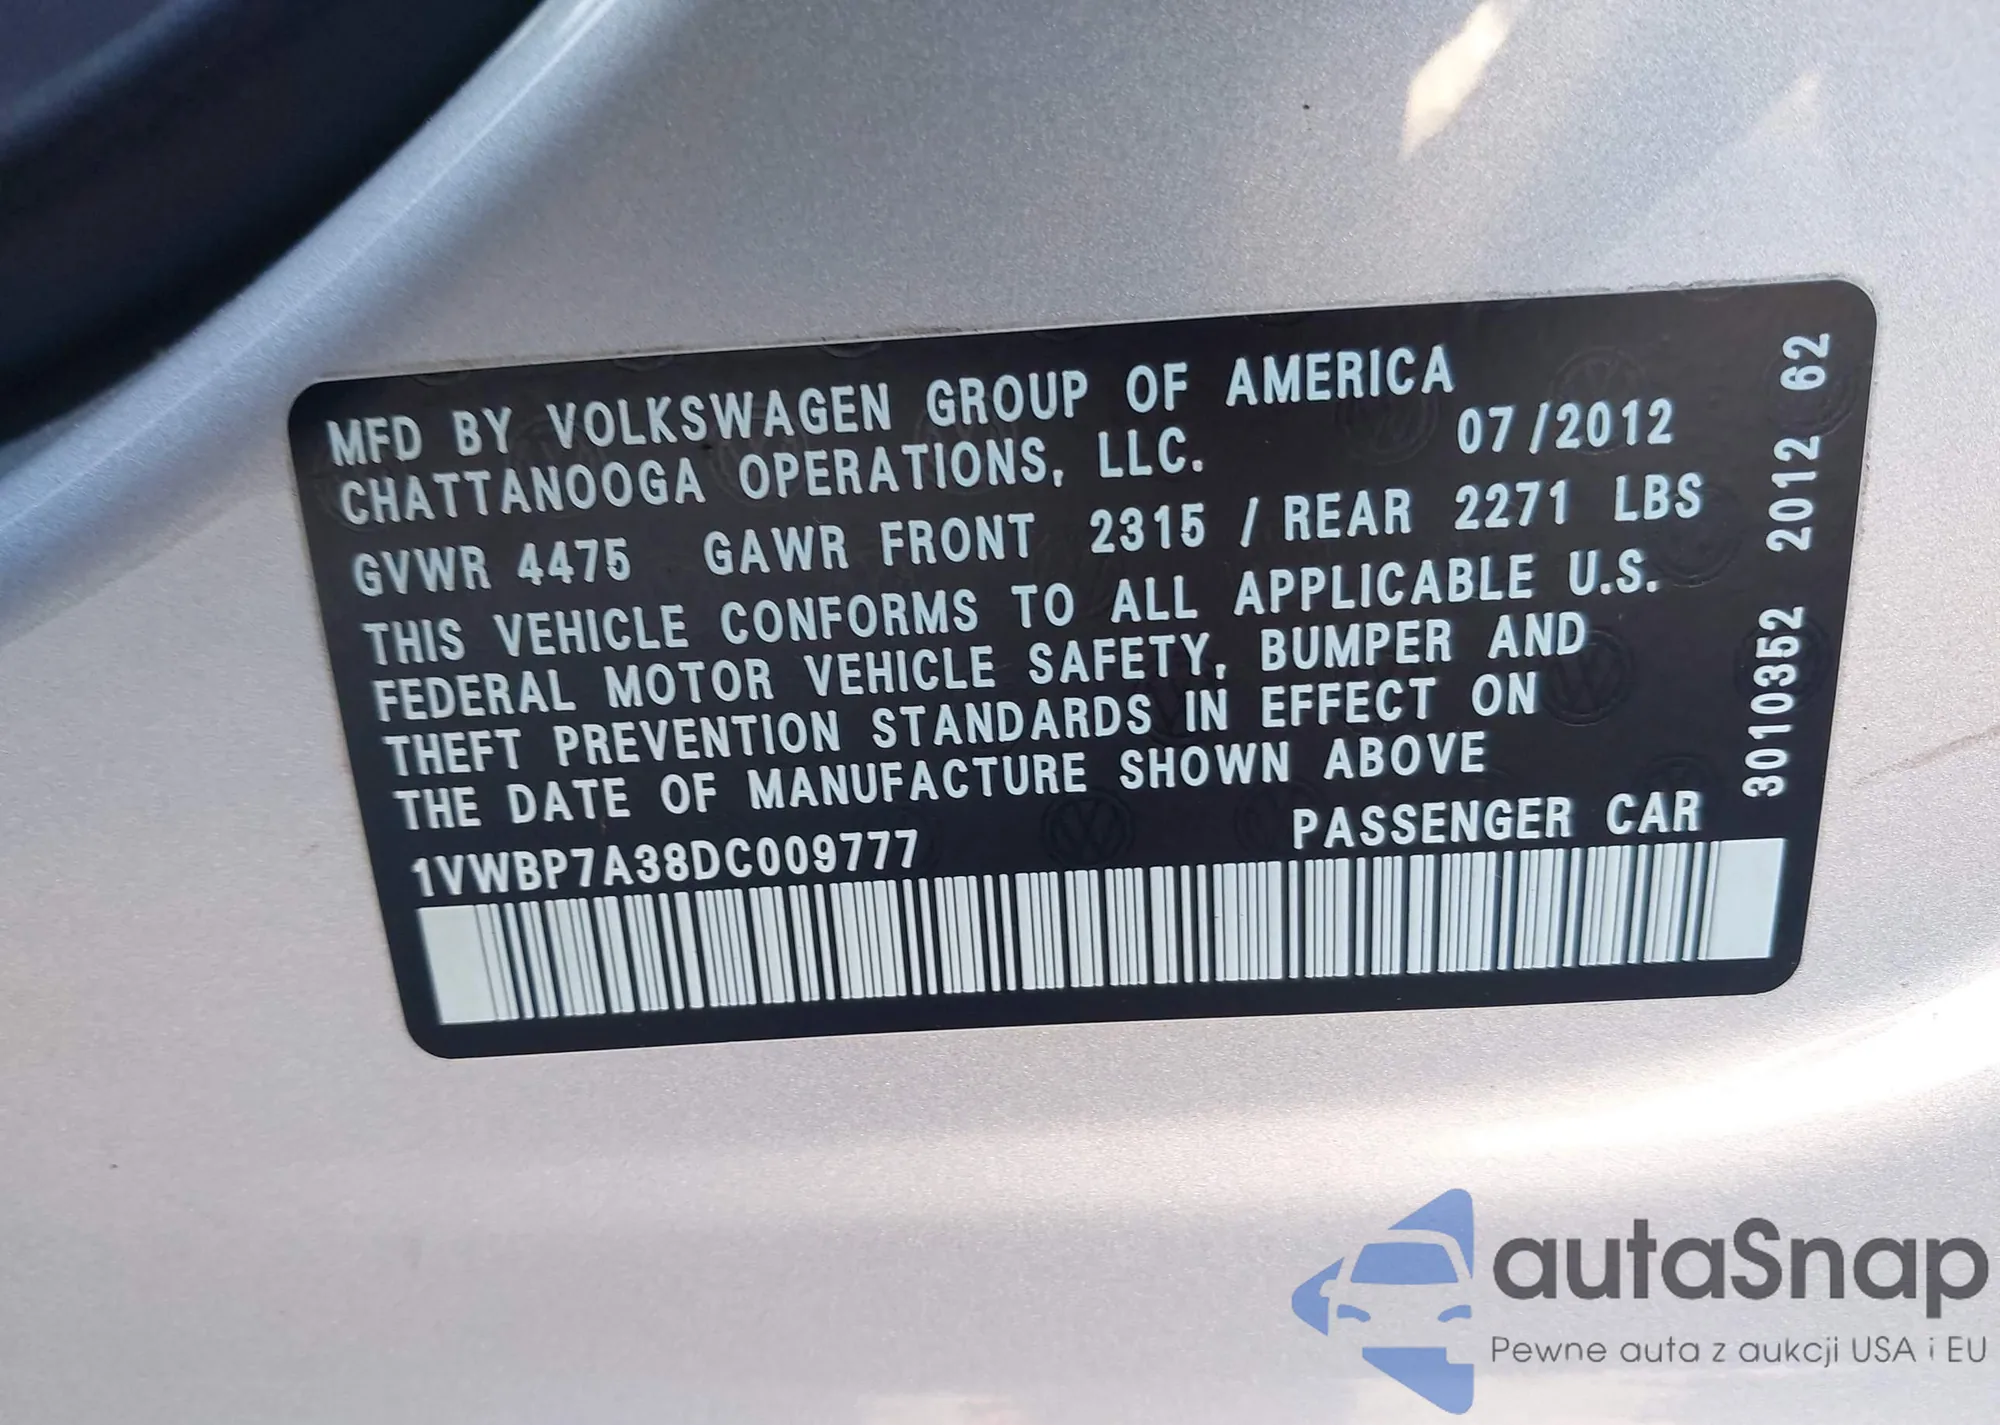 MFD BY VOLKSWAGEN GROUP OF AMERICA
CHATTANOOGA OPERATIONS, LLC. 07/2012
GVWR 4475 GAWR FRONT 2315 / REAR 2271 LBS
THIS VEHICLE CONFORMS TO ALL APPLICABLE U.S.
FEDERAL MOTOR VEHICLE SAFETY, BUMPER AND
THEFT PREVENTION STANDARDS IN EFFECT ON
THE DATE OF MANUFACTURE SHOWN ABOVE
1VWBP7A38DC009777 PASSENGER CAR
3010352 2012 62
autaSnap
Pewne auta z aukcji USA i EU